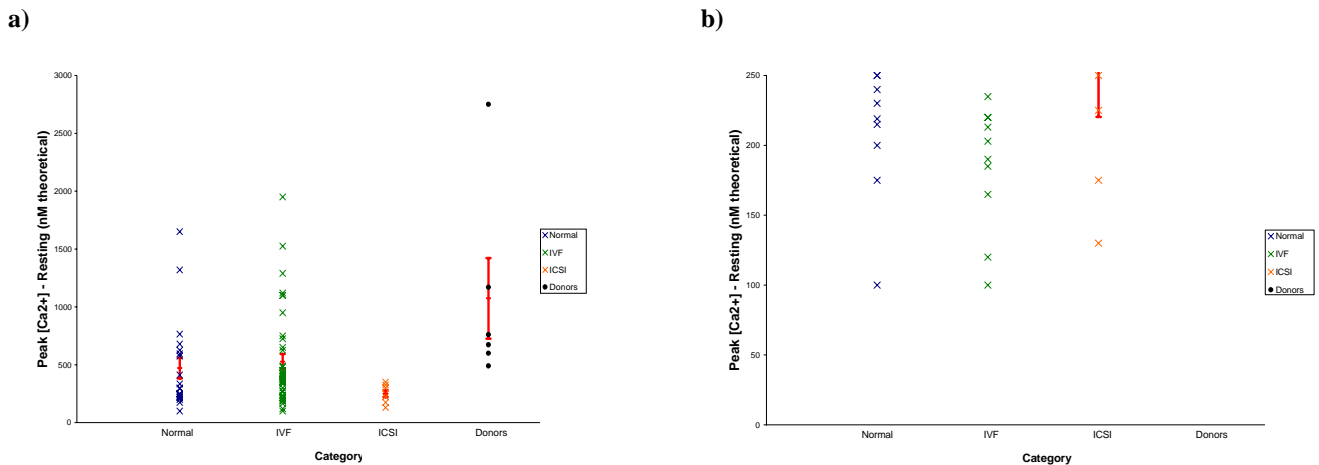 a)
Peak [Ca2+] - Resting (nM theoretical)
3000
2500
2000
1500
1000
500
0
Normal IVF ICSI Donors
Category
Normal
IVF
ICSI
Donors
b)
Peak [Ca2+] - Resting (nM theoretical)
250
200
150
100
50
0
Normal IVF ICSI Donors
Category
Normal
IVF
ICSI
Donors